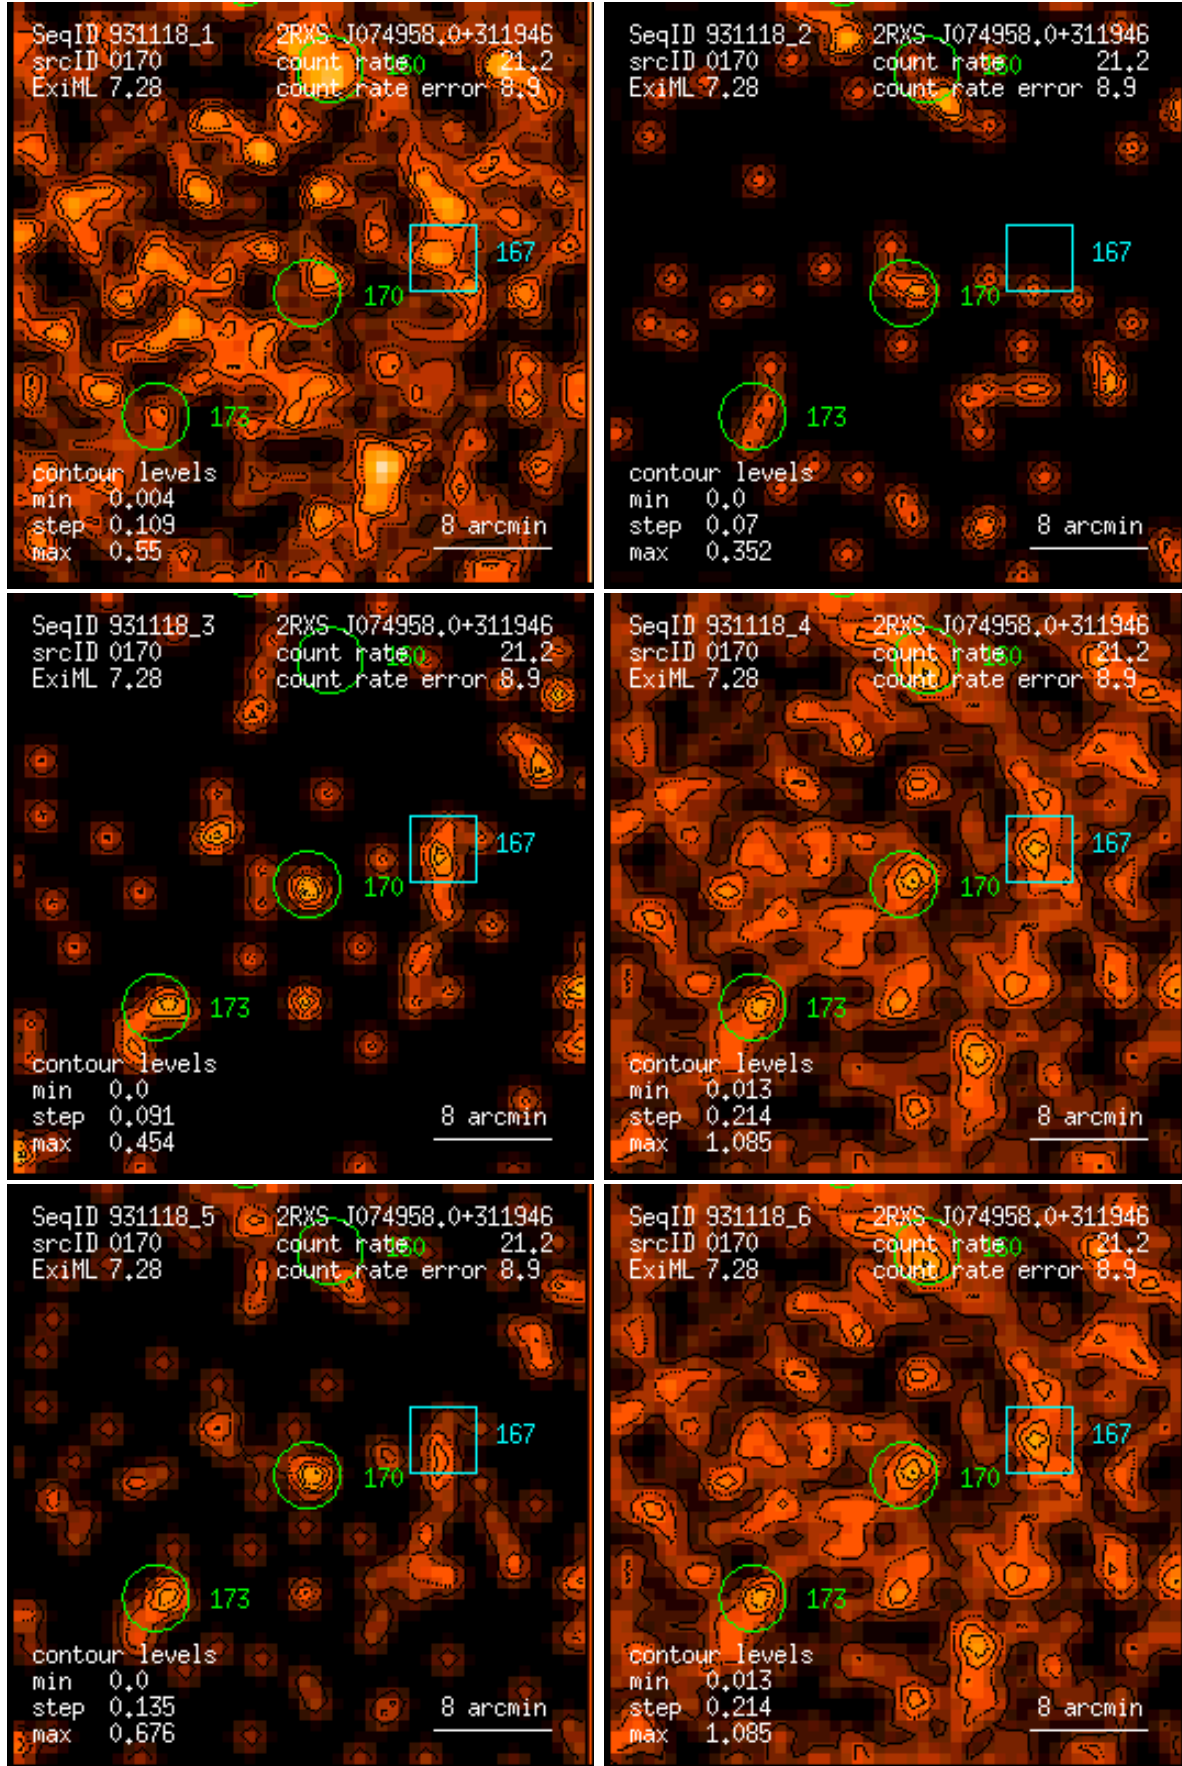 SeqID 931118_1 2RXS J074958.0+311946
srcID 0170 count rate 21.2
160
ExiML 7.28 count rate error 8.9
167
170
173
contour levels
min 0.004
step 0.109
max 0.55
8 arcmin
SeqID 931118_2 2RXS J074958.0+311946
srcID 0170 count rate 21.2
160
ExiML 7.28 count rate error 8.9
167
170
173
contour levels
min 0.0
step 0.07
max 0.352
8 arcmin
SeqID 931118_3 2RXS J074958.0+311946
srcID 0170 count rate 21.2
160
ExiML 7.28 count rate error 8.9
167
170
173
contour levels
min 0.0
step 0.091
max 0.454
8 arcmin
SeqID 931118_4 2RXS J074958.0+311946
srcID 0170 count rate 21.2
160
ExiML 7.28 count rate error 8.9
167
170
173
contour levels
min 0.013
step 0.214
max 1.085
8 arcmin
SeqID 931118_5 2RXS J074958.0+311946
srcID 0170 count rate 21.2
160
ExiML 7.28 count rate error 8.9
167
170
173
contour levels
min 0.0
step 0.135
max 0.676
8 arcmin
SeqID 931118_6 2RXS J074958.0+311946
srcID 0170 count rate 21.2
160
ExiML 7.28 count rate error 8.9
167
170
173
contour levels
min 0.013
step 0.214
max 1.085
8 arcmin